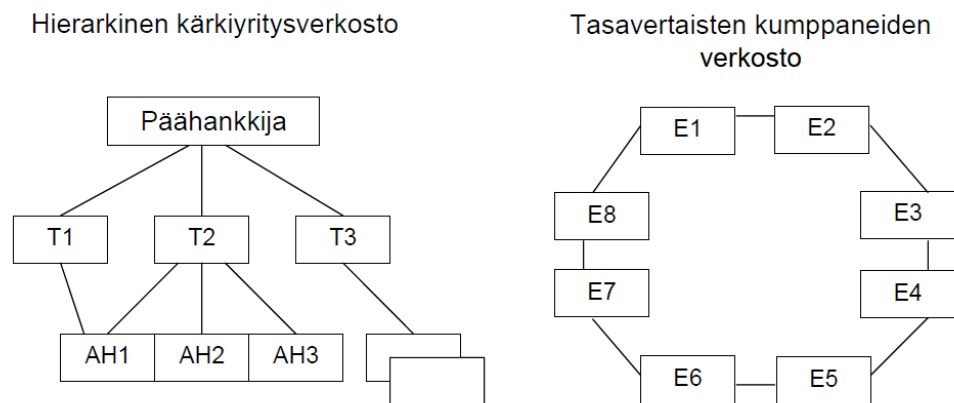 Hierarkinen kärkiyritysverkosto
Päähankkija
T1 T2 T3
AH1 AH2 AH3
Tasavertaisten kumppaneiden
verkosto
E1 E2
E8 E3
E7 E4
E6 E5